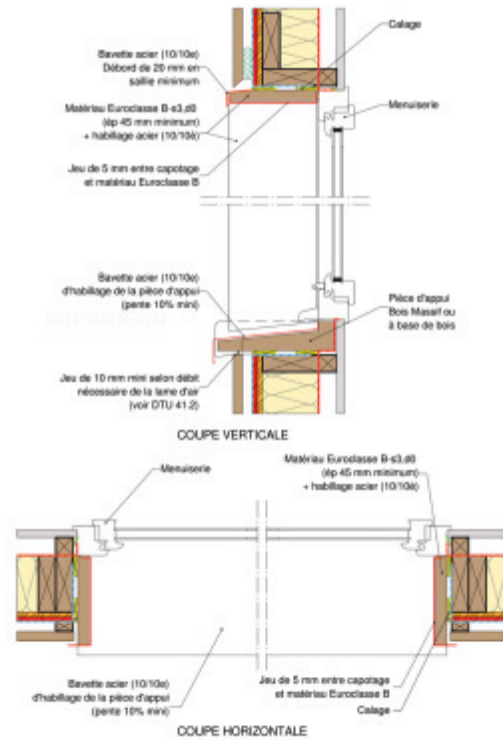 Calage
Bavette acier (10/10e)
Débord de 20 mm en
saillie minimum
Matériau Euroclasse B-s3,d0
(ép 45 mm minimum)
+ habillage acier (10/10è)
Menuiserie
Jeu de 5 mm entre capotage
et matériau Euroclasse B
Bavette acier (10/10e)
d'habillage de la pièce d'appui
(pente 10% mini)
Pièce d'appui
Bois Massif ou
à base de bois
Jeu de 10 mm mini selon débit
nécessaire de la lame d'air
(voir DTU 41.2)
COUPE VERTICALE
Matériau Euroclasse B-s3,d0
(ép 45 mm minimum)
+ habillage acier (10/10è)
Menuiserie
Bavette acier (10/10e)
d'habillage de la pièce d'appui
(pente 10% mini)
Jeu de 5 mm entre capotage
et matériau Euroclasse B
Calage
COUPE HORIZONTALE